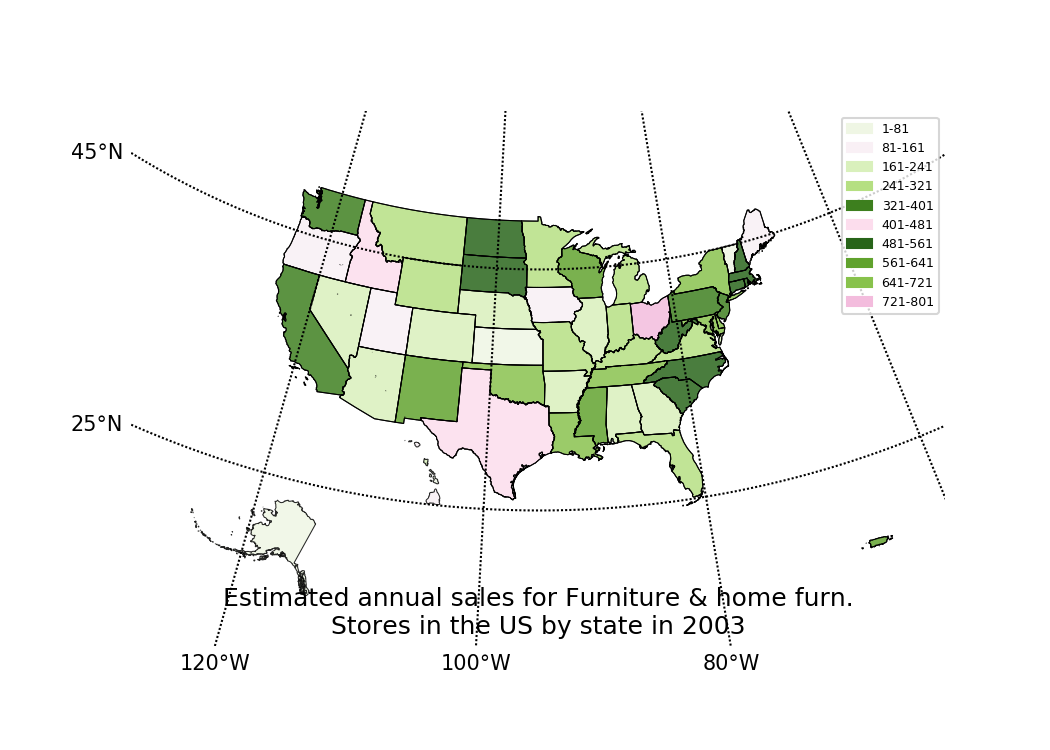 45°N
25°N
1-81
81-161
161-241
241-321
321-401
401-481
481-561
561-641
641-721
721-801
Estimated annual sales for Furniture & home furn.
Stores in the US by state in 2003
120°W
100°W
80°W